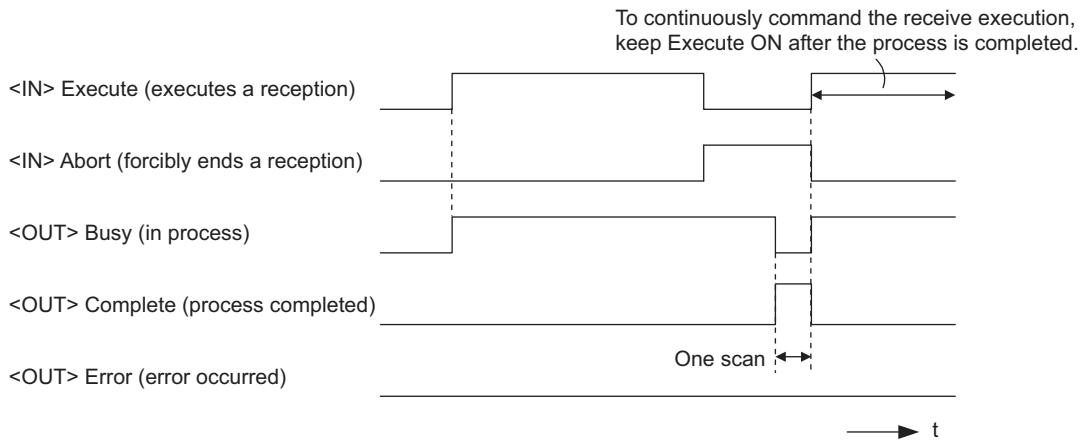 To continuously command the receive execution,
keep Execute ON after the process is completed.
<IN> Execute (executes a reception)
<IN> Abort (forcibly ends a reception)
<OUT> Busy (in process)
<OUT> Complete (process completed)
One scan
<OUT> Error (error occurred)
t